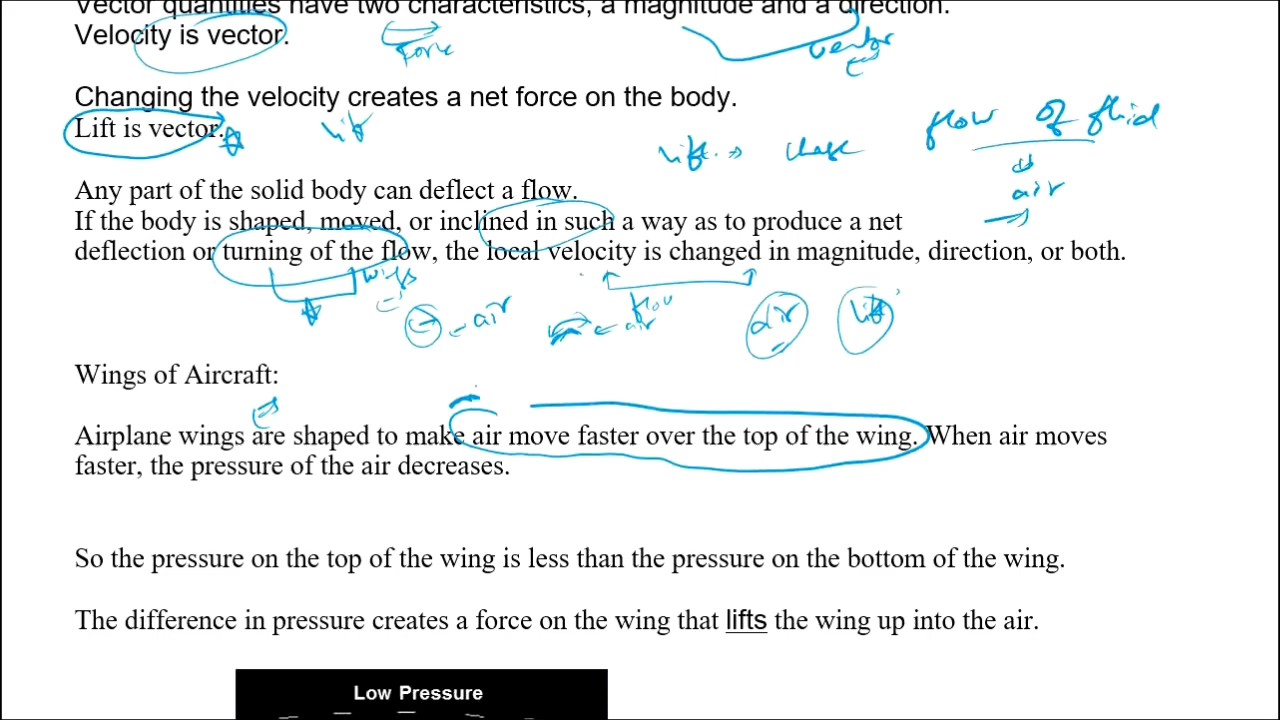 Vector quantities have two characteristics, a magnitude and a direction.
Velocity is vector.
Force
vector
Changing the velocity creates a net force on the body.
Lift is vector.
lift
flow of fluid
air
Any part of the solid body can deflect a flow.
If the body is shaped, moved, or inclined in such a way as to produce a net
deflection or turning of the flow, the local velocity is changed in magnitude, direction, or both.
wings
air
flow
air
dir
lift
Wings of Aircraft:
Airplane wings are shaped to make air move faster over the top of the wing. When air moves
faster, the pressure of the air decreases.
So the pressure on the top of the wing is less than the pressure on the bottom of the wing.
The difference in pressure creates a force on the wing that lifts the wing up into the air.
Low Pressure